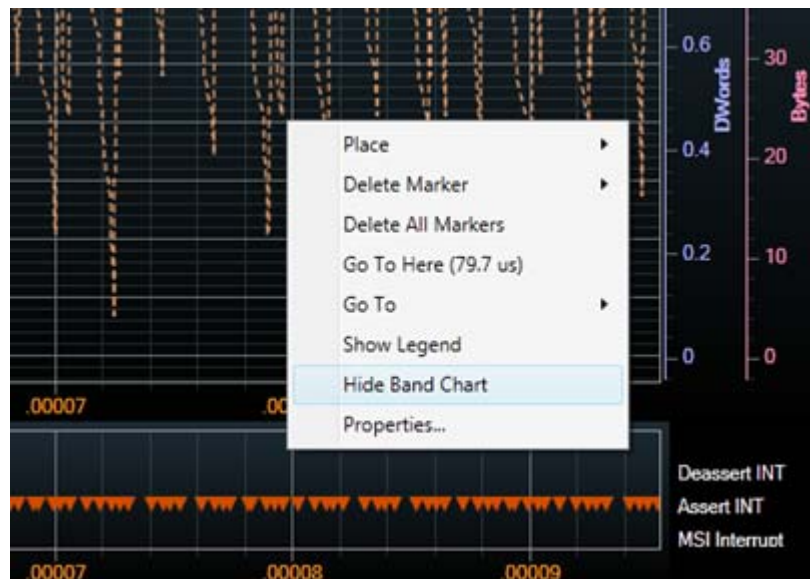 0.6
0.4
0.2
0
DWords
30
20
10
0
Bytes
Place
Delete Marker
Delete All Markers
Go To Here (79.7 us)
Go To
Show Legend
Hide Band Chart
Properties...
.00007
.00
Deassert INT
Assert INT
MSI Interrupt
.00007
.00008
.00009